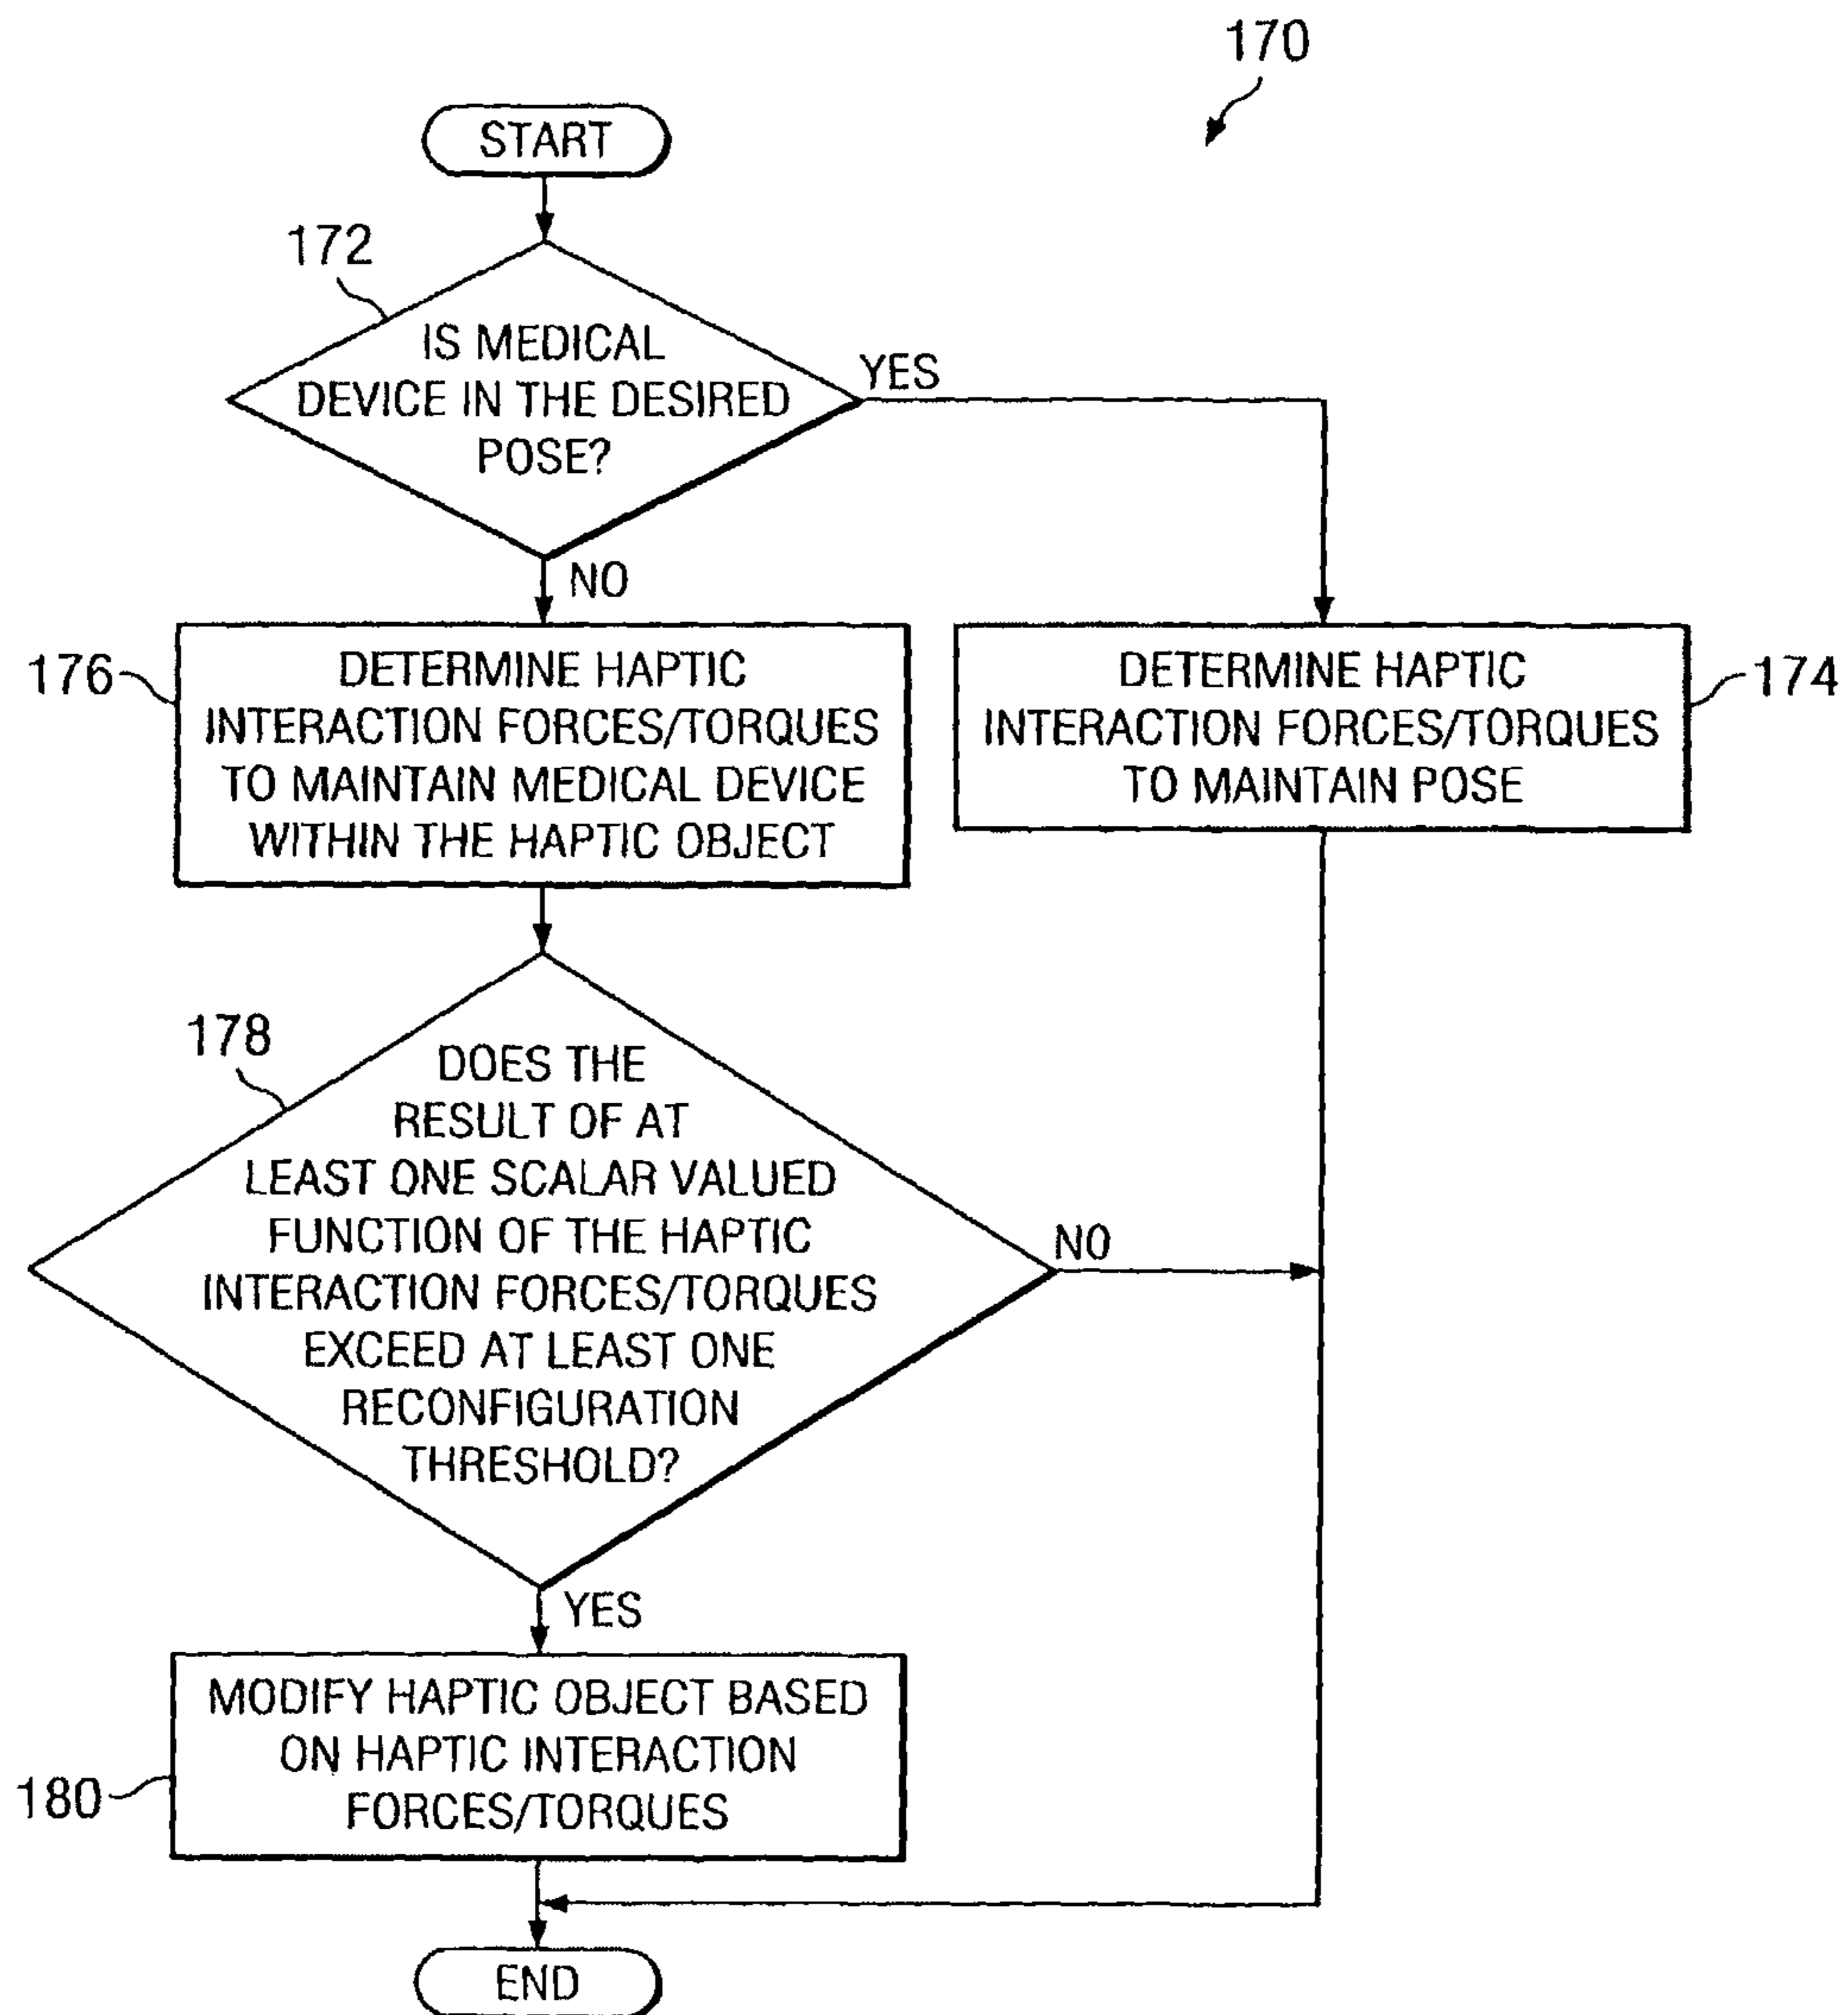 170
START
172
IS MEDICAL
DEVICE IN THE DESIRED
POSE?
YES
NO
176
DETERMINE HAPTIC
INTERACTION FORCES/TORQUES
TO MAINTAIN MEDICAL DEVICE
WITHIN THE HAPTIC OBJECT
DETERMINE HAPTIC
INTERACTION FORCES/TORQUES
TO MAINTAIN POSE
174
178
DOES THE
RESULT OF AT
LEAST ONE SCALAR VALUED
FUNCTION OF THE HAPTIC
INTERACTION FORCES/TORQUES
EXCEED AT LEAST ONE
RECONFIGURATION
THRESHOLD?
NO
YES
MODIFY HAPTIC OBJECT BASED
ON HAPTIC INTERACTION
FORCES/TORQUES
180
END